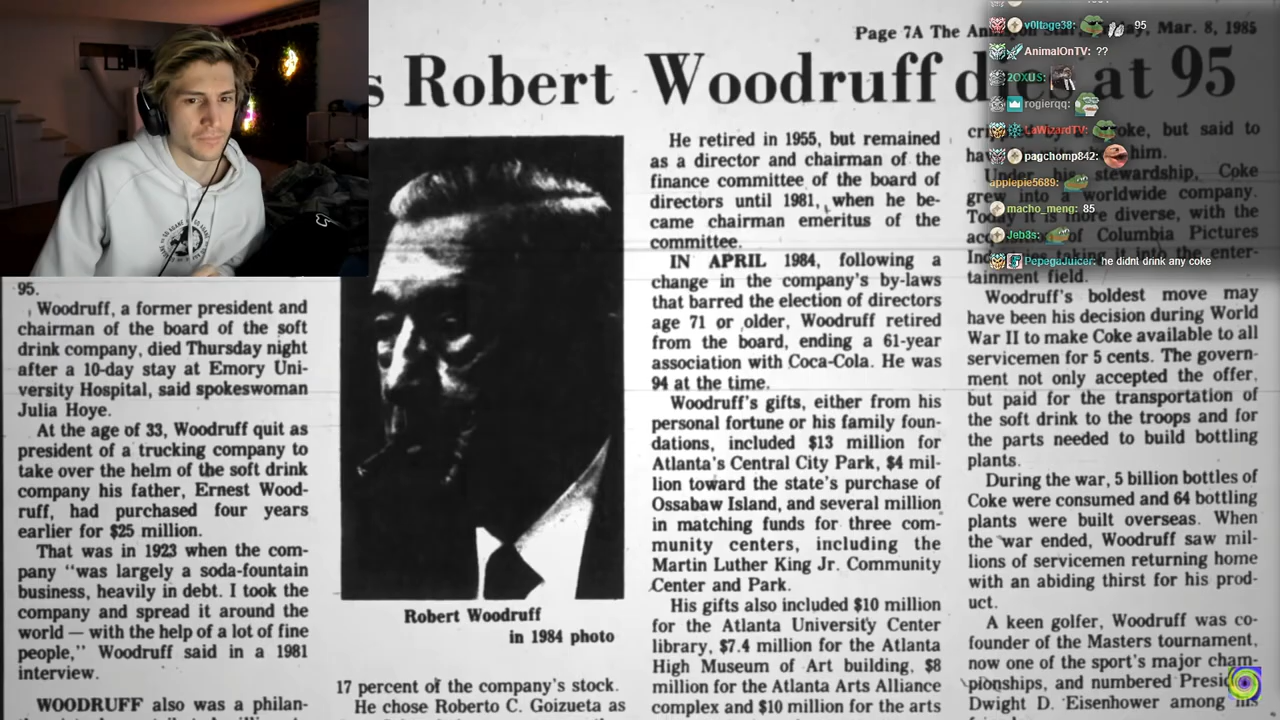 Page 7A The An
Mar. 8, 1985
s Robert Woodruff dies at 95
95.
Woodruff, a former president and
chairman of the board of the soft
drink company, died Thursday night
after a 10-day stay at Emory Uni-
versity Hospital, said spokeswoman
Julia Hoye.
At the age of 33, Woodruff quit as
president of a trucking company to
take over the helm of the soft drink
company his father, Ernest Wood-
ruff, had purchased four years
earlier for $25 million.
That was in 1923 when the com-
pany "was largely a soda-fountain
business, heavily in debt. I took the
company and spread it around the
world — with the help of a lot of fine
people," Woodruff said in a 1981
interview.
WOODRUFF also was a philan-
Robert Woodruff
in 1984 photo
17 percent of the company's stock.
He chose Roberto C. Goizueta as
He retired in 1955, but remained
as a director and chairman of the
finance committee of the board of
directors until 1981, when he be-
came chairman emeritus of the
committee.
IN APRIL 1984, following a
change in the company's by-laws
that barred the election of directors
age 71 or older, Woodruff retired
from the board, ending a 61-year
association with Coca-Cola. He was
94 at the time.
Woodruff's gifts, either from his
personal fortune or his family foun-
dations, included $13 million for
Atlanta's Central City Park, $4 mil-
lion toward the state's purchase of
Ossabaw Island, and several million
in matching funds for three com-
munity centers, including the
Martin Luther King Jr. Community
Center and Park.
His gifts also included $10 million
for the Atlanta University Center
library, $7.4 million for the Atlanta
High Museum of Art building, $8
million for the Atlanta Arts Alliance
complex and $10 million for the arts
oke, but said to
him.
Under his stewardship, Coke
grew into a worldwide company.
Today it is more diverse, with the
of Columbia Pictures
into the enter-
tainment field.
Woodruff's boldest move may
have been his decision during World
War II to make Coke available to all
servicemen for 5 cents. The govern-
ment not only accepted the offer,
but paid for the transportation of
the soft drink to the troops and for
the parts needed to build bottling
plants.
During the war, 5 billion bottles of
Coke were consumed and 64 bottling
plants were built overseas. When
the war ended, Woodruff saw mil-
lions of servicemen returning home
with an abiding thirst for his prod-
uct.
A keen golfer, Woodruff was co-
founder of the Masters tournament,
now one of the sport's major cham-
pionships, and numbered Presid
Dwight D. Eisenhower among his
v0ltage38: 95
AnimalOnTV: ??
2OXUS:
rogierqq:
LaWizardTV:
pagchomp842:
applepie5689:
macho_meng: 85
Jeb8s:
PepegaJuicer: he didnt drink any coke